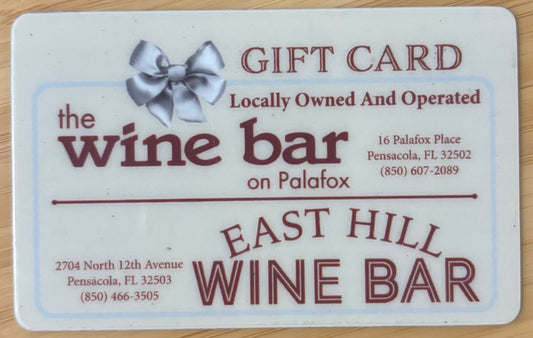 GIFT CARD
Locally Owned And Operated
the
wine bar
on Palafox
16 Palafox Place
Pensacola, FL 32502
(850) 607-2089
EAST HILL
WINE BAR
2704 North 12th Avenue
Pensacola, FL 32503
(850) 466-3505